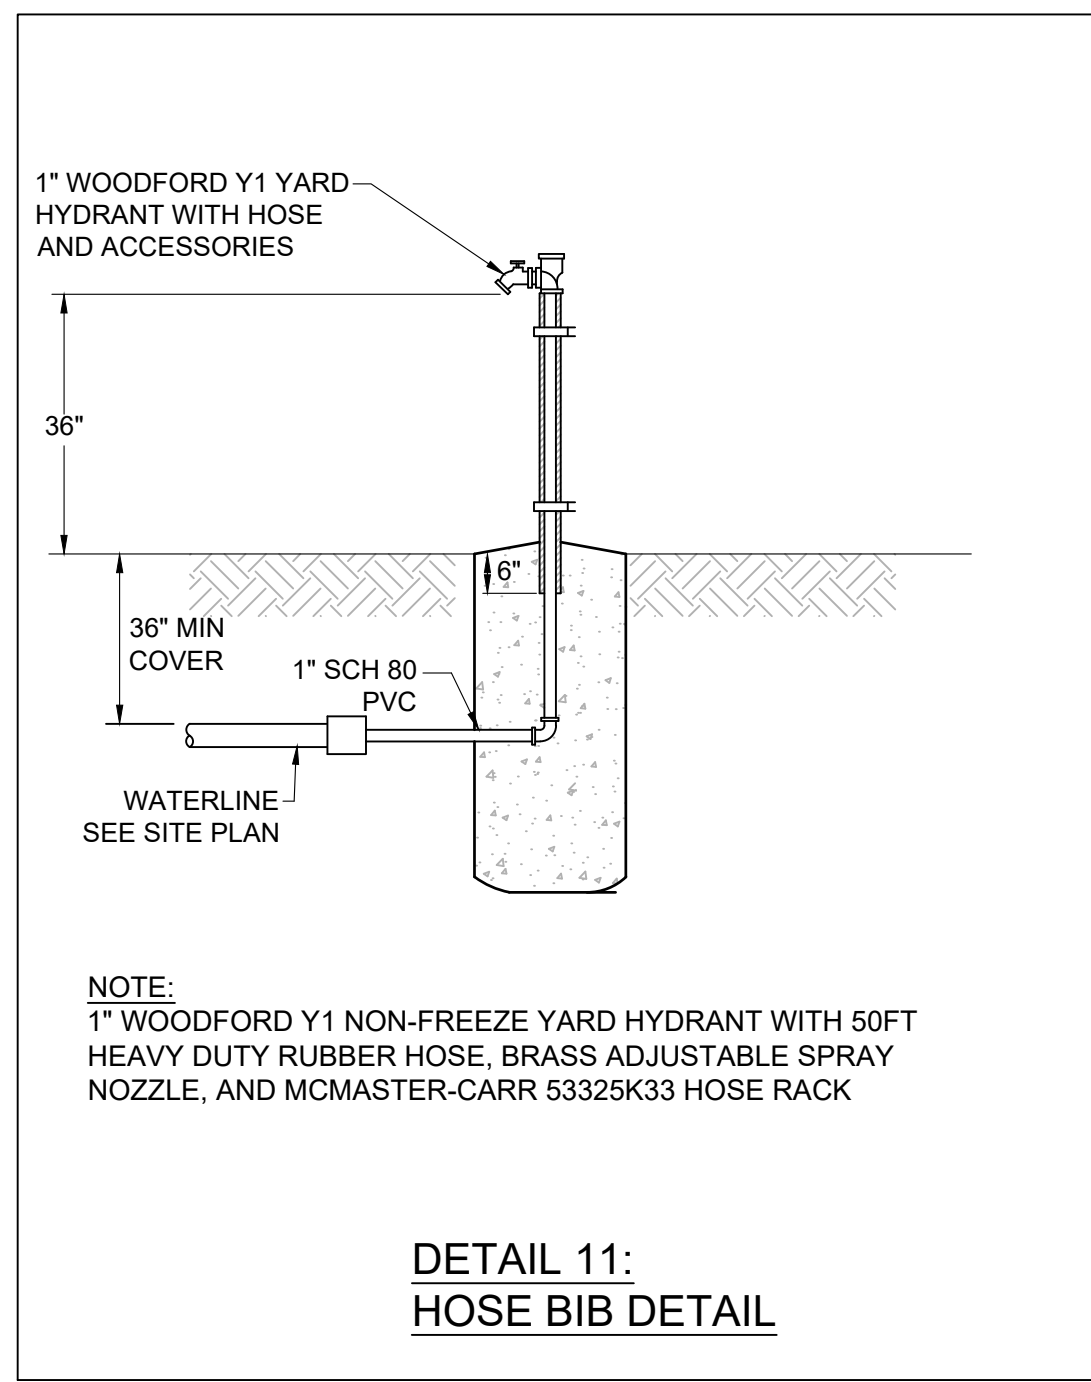 1" WOODFORD Y1 YARD
HYDRANT WITH HOSE
AND ACCESSORIES
36"
6"
36" MIN
COVER
1" SCH 80
PVC
WATERLINE
SEE SITE PLAN
NOTE:
1" WOODFORD Y1 NON-FREEZE YARD HYDRANT WITH 50FT
HEAVY DUTY RUBBER HOSE, BRASS ADJUSTABLE SPRAY
NOZZLE, AND MCMASTER-CARR 53325K33 HOSE RACK
DETAIL 11:
HOSE BIB DETAIL